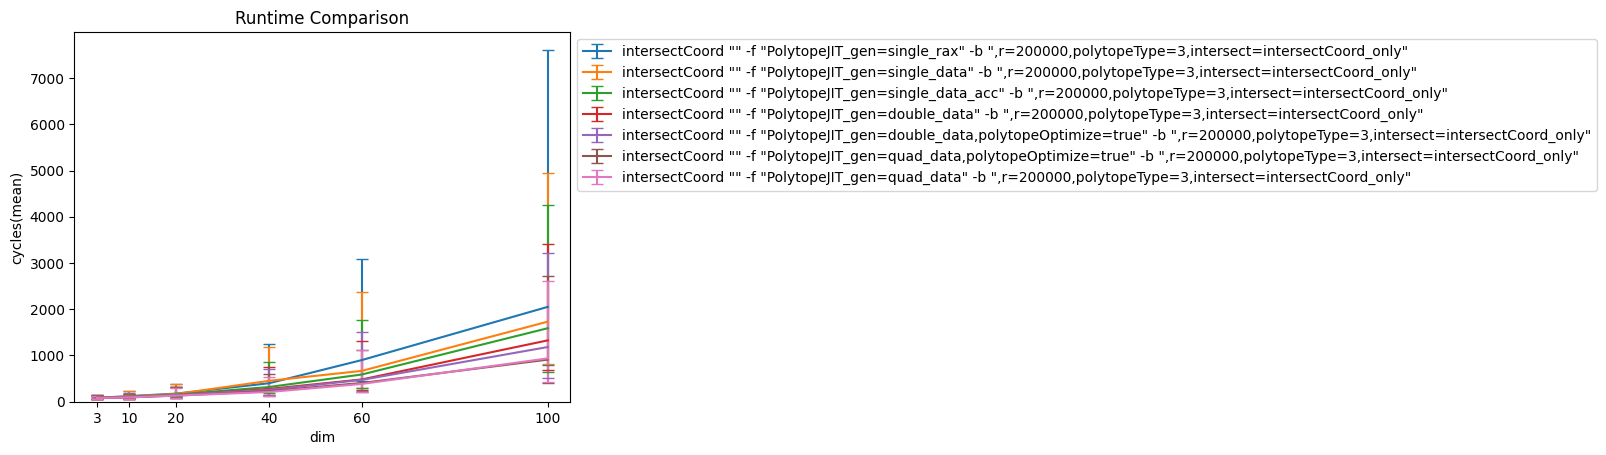 Runtime Comparison
cycles(mean)
7000
6000
5000
4000
3000
2000
1000
0
3
10
20
40
60
100
dim
intersectCoord "" -f "PolytopeJIT_gen=single_rax" -b ",r=200000,polytopeType=3,intersect=intersectCoord_only"
intersectCoord "" -f "PolytopeJIT_gen=single_data" -b ",r=200000,polytopeType=3,intersect=intersectCoord_only"
intersectCoord "" -f "PolytopeJIT_gen=single_data_acc" -b ",r=200000,polytopeType=3,intersect=intersectCoord_only"
intersectCoord "" -f "PolytopeJIT_gen=double_data" -b ",r=200000,polytopeType=3,intersect=intersectCoord_only"
intersectCoord "" -f "PolytopeJIT_gen=double_data,polytopeOptimize=true" -b ",r=200000,polytopeType=3,intersect=intersectCoord_only"
intersectCoord "" -f "PolytopeJIT_gen=quad_data,polytopeOptimize=true" -b ",r=200000,polytopeType=3,intersect=intersectCoord_only"
intersectCoord "" -f "PolytopeJIT_gen=quad_data" -b ",r=200000,polytopeType=3,intersect=intersectCoord_only"